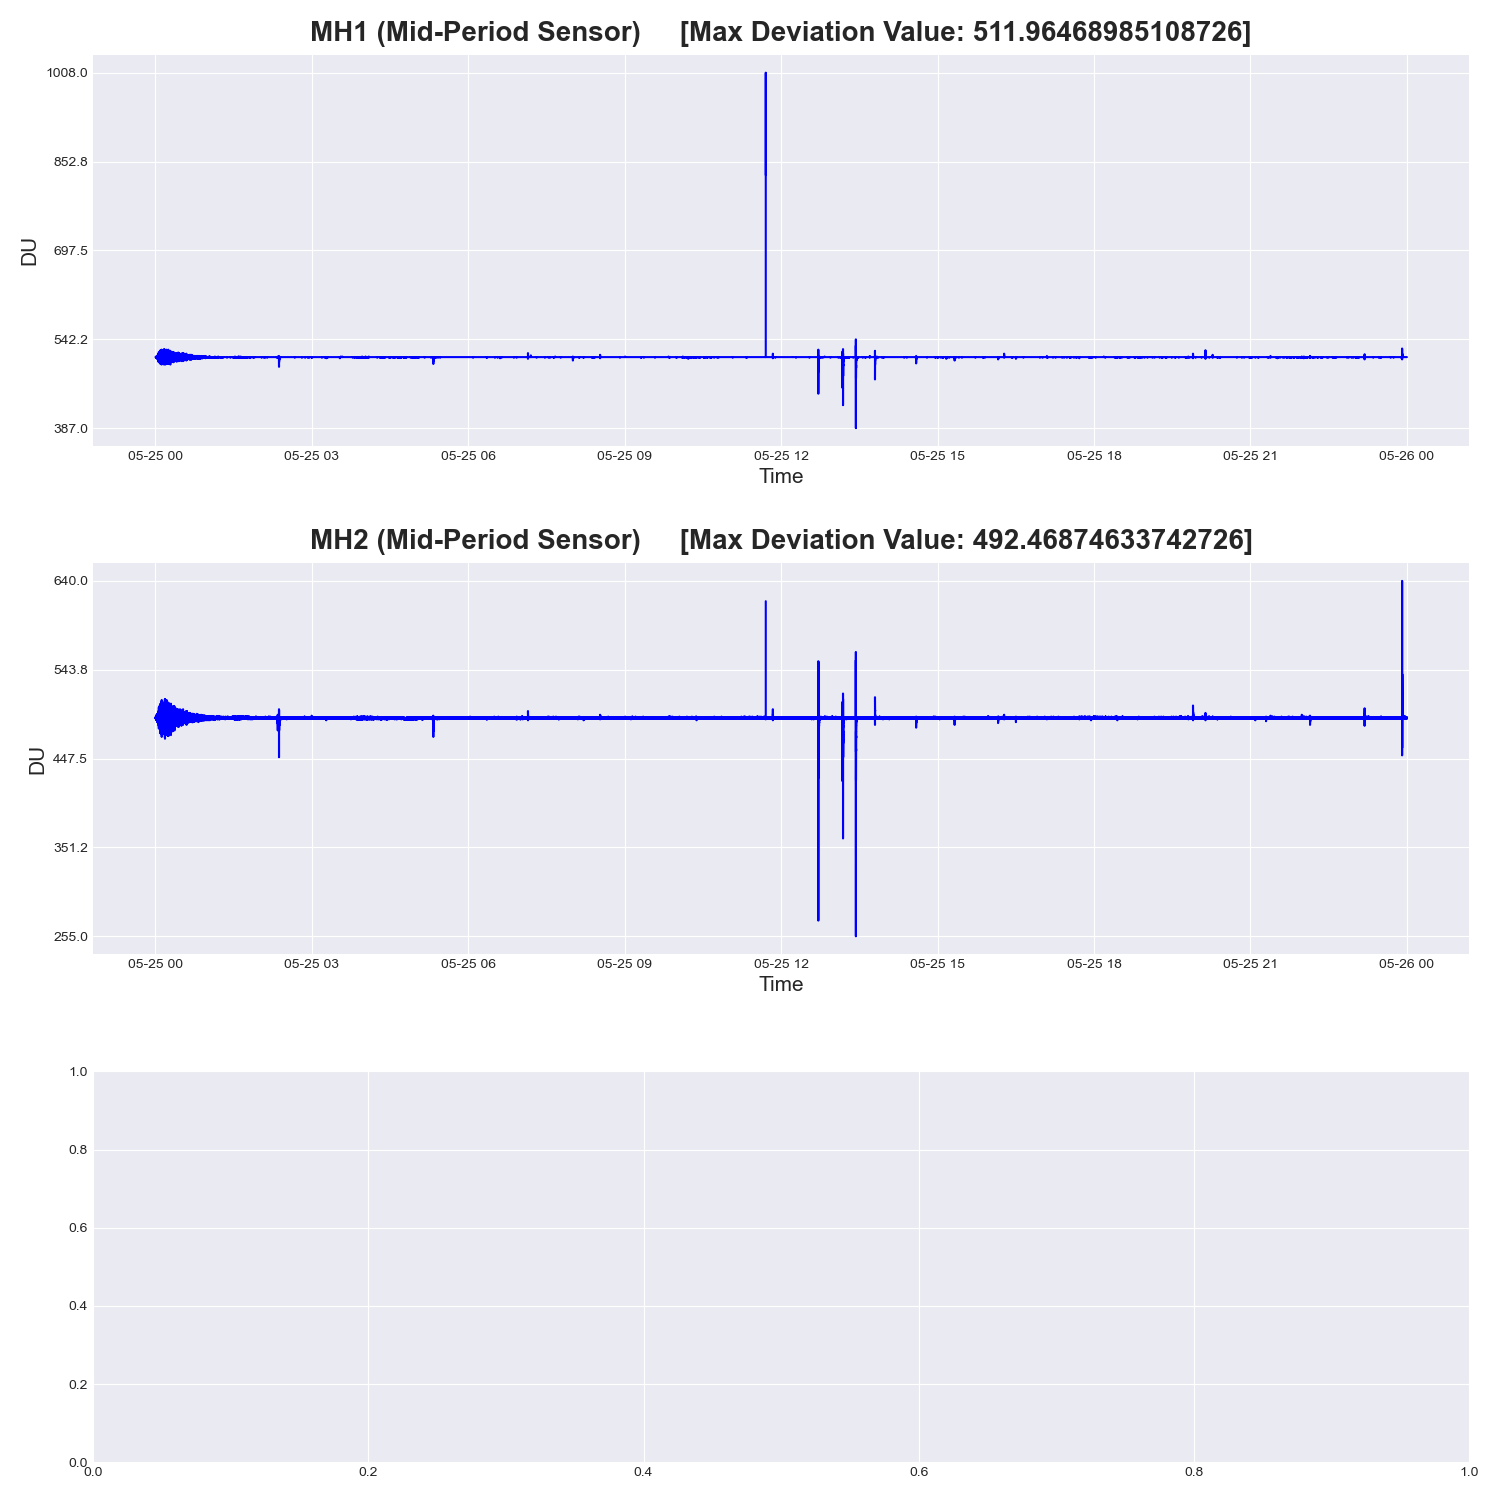 MH1 (Mid-Period Sensor) [Max Deviation Value: 511.96468985108726]
1008.0
852.8
697.5
542.2
387.0
DU
05-25 00 05-25 03 05-25 06 05-25 09 05-25 12 05-25 15 05-25 18 05-25 21 05-26 00
Time
MH2 (Mid-Period Sensor) [Max Deviation Value: 492.46874633742726]
640.0
543.8
447.5
351.2
255.0
DU
05-25 00 05-25 03 05-25 06 05-25 09 05-25 12 05-25 15 05-25 18 05-25 21 05-26 00
Time
1.0
0.8
0.6
0.4
0.2
0.0
0.0 0.2 0.4 0.6 0.8 1.0